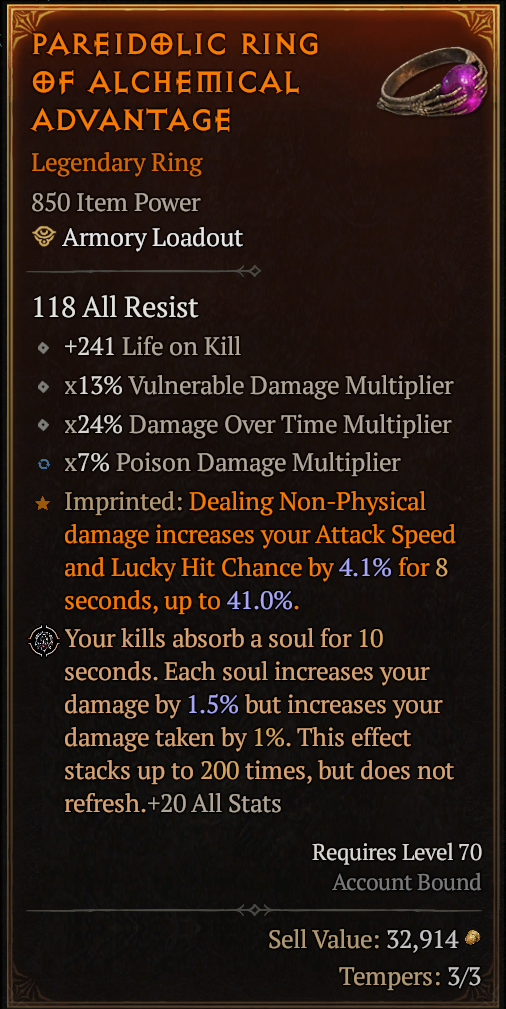 PAREIDOLIC RING
OF ALCHEMICAL
ADVANTAGE
Legendary Ring
850 Item Power
Armory Loadout
118 All Resist
+241 Life on Kill
x13% Vulnerable Damage Multiplier
x24% Damage Over Time Multiplier
x7% Poison Damage Multiplier
Imprinted: Dealing Non-Physical
damage increases your Attack Speed
and Lucky Hit Chance by 4.1% for 8
seconds, up to 41.0%.
Your kills absorb a soul for 10
seconds. Each soul increases your
damage by 1.5% but increases your
damage taken by 1%. This effect
stacks up to 200 times, but does not
refresh.+20 All Stats
Requires Level 70
Account Bound
Sell Value: 32,914
Tempers: 3/3